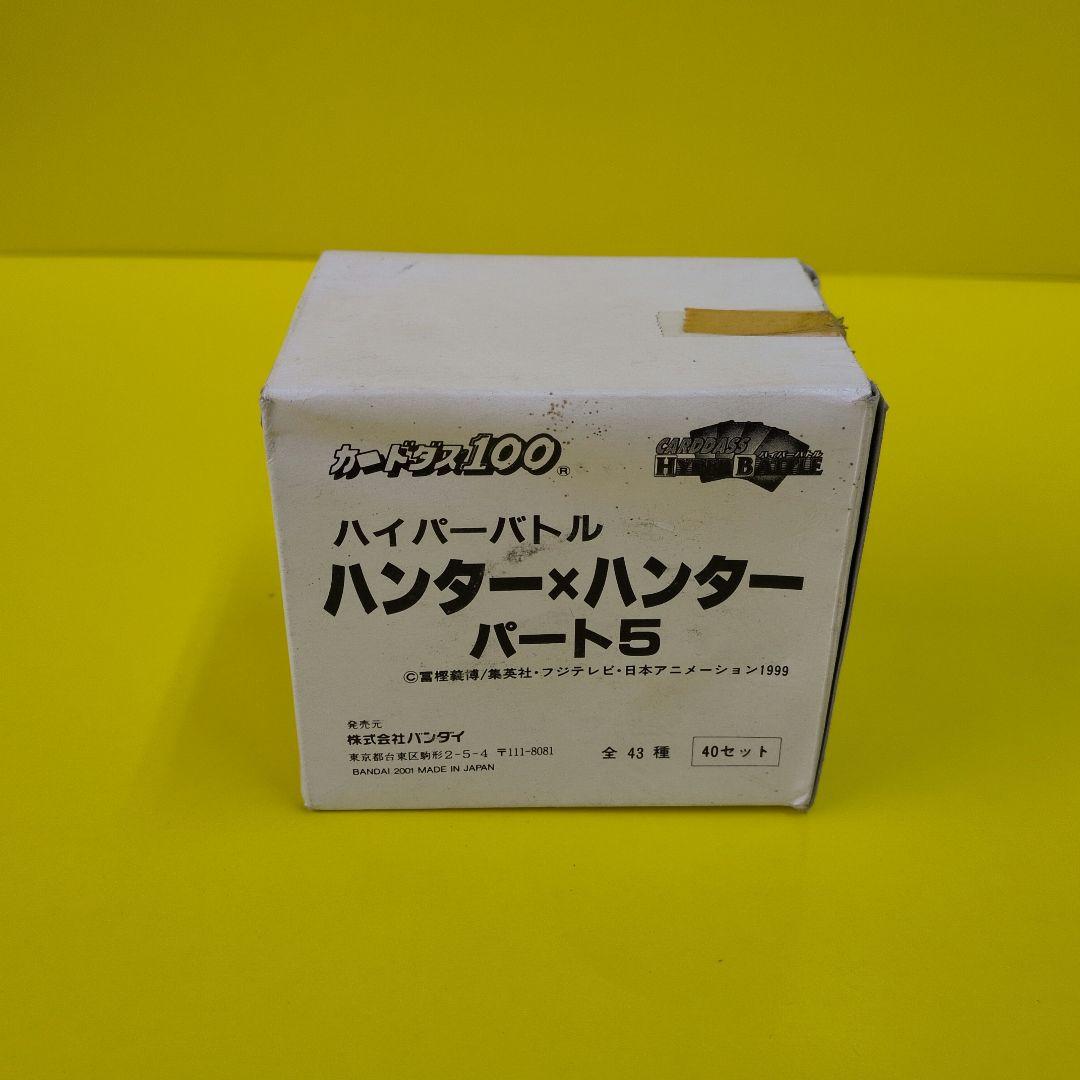 カードダス100®
CARDDASS
ハイパーバトル
HYPER BATTLE
ハイパーバトル
ハンター×ハンター
パート5
©冨樫義博/集英社・フジテレビ・日本アニメーション1999
発売元
株式会社バンダイ
東京都台東区駒形2-5-4 〒111-8081
BANDAI 2001 MADE IN JAPAN
全 43 種 40セット